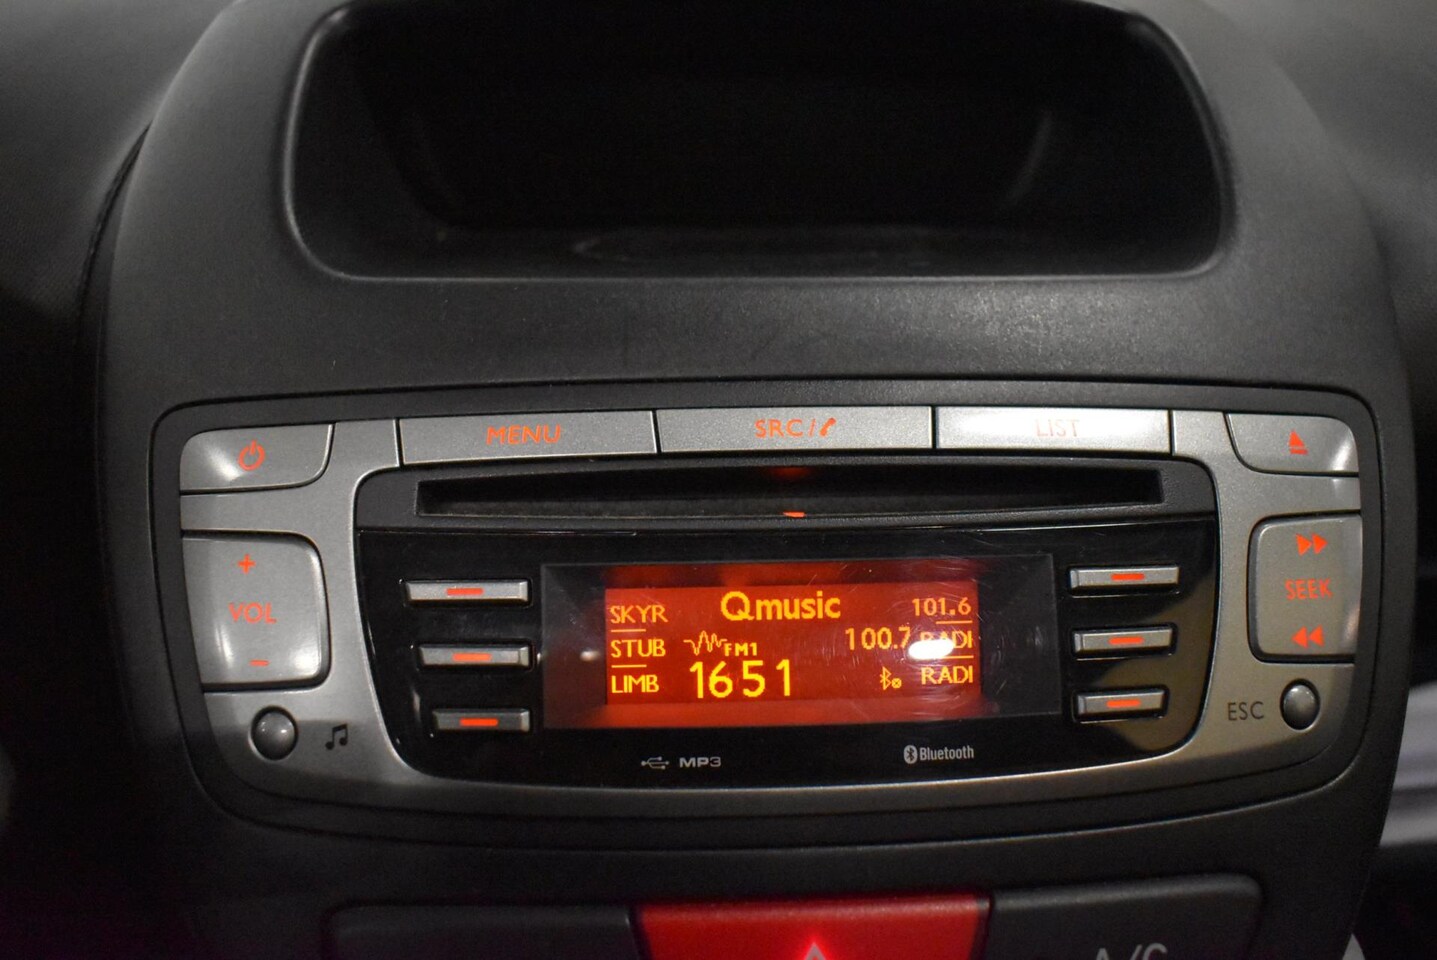 MENU
SRC/
LIST
+
VOL
-
SEEK
ESC
SKYR
STUB
LIMB
Qmusic
FM1
1651
101.6
100.7
RADI
RADI
MP3
Bluetooth
A/C